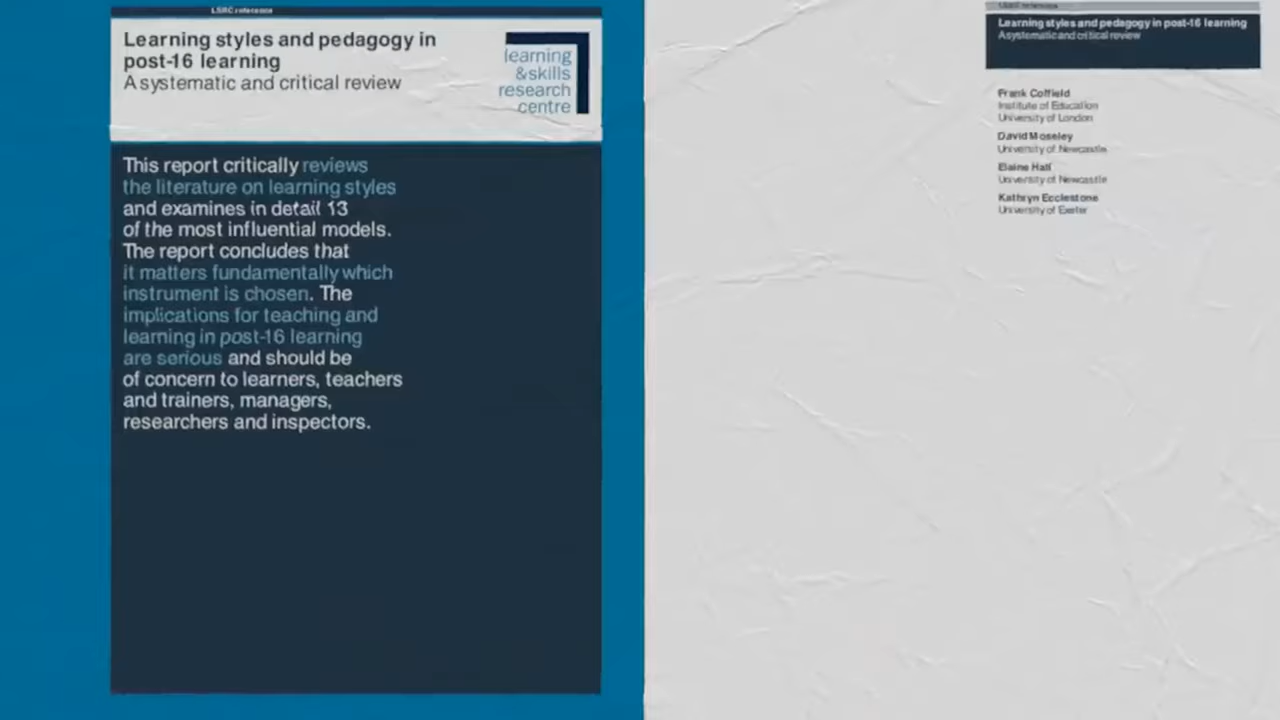 LSRC reference
Learning styles and pedagogy in
post-16 learning
A systematic and critical review
learning
&skills
research
centre
This report critically reviews
the literature on learning styles
and examines in detail 13
of the most influential models.
The report concludes that
it matters fundamentally which
instrument is chosen. The
implications for teaching and
learning in post-16 learning
are serious and should be
of concern to learners, teachers
and trainers, managers,
researchers and inspectors.
LSRC reference
Learning styles and pedagogy in post-16 learning
A systematic and critical review
Frank Coffield
Institute of Education
University of London
David Moseley
University of Newcastle
Elaine Hall
University of Newcastle
Kathryn Ecclestone
University of Exeter